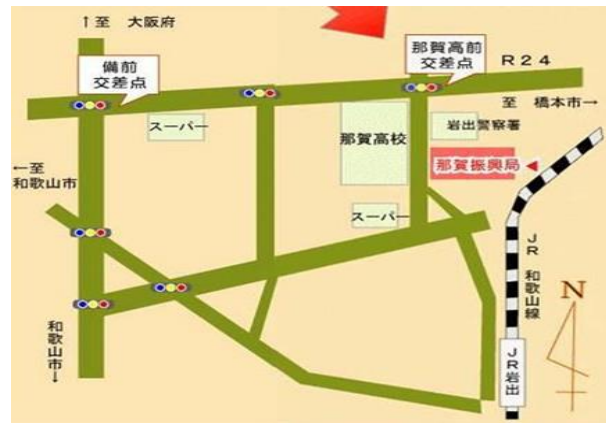 ↑至 大阪府
備前
交差点
那賀高前
交差点
R24
至 橋本市→
スーパー
那賀高校
岩出警察署
那賀振興局
←至
和歌山市
スーパー
JR 和歌山線
N
和歌山市↓
JR岩出